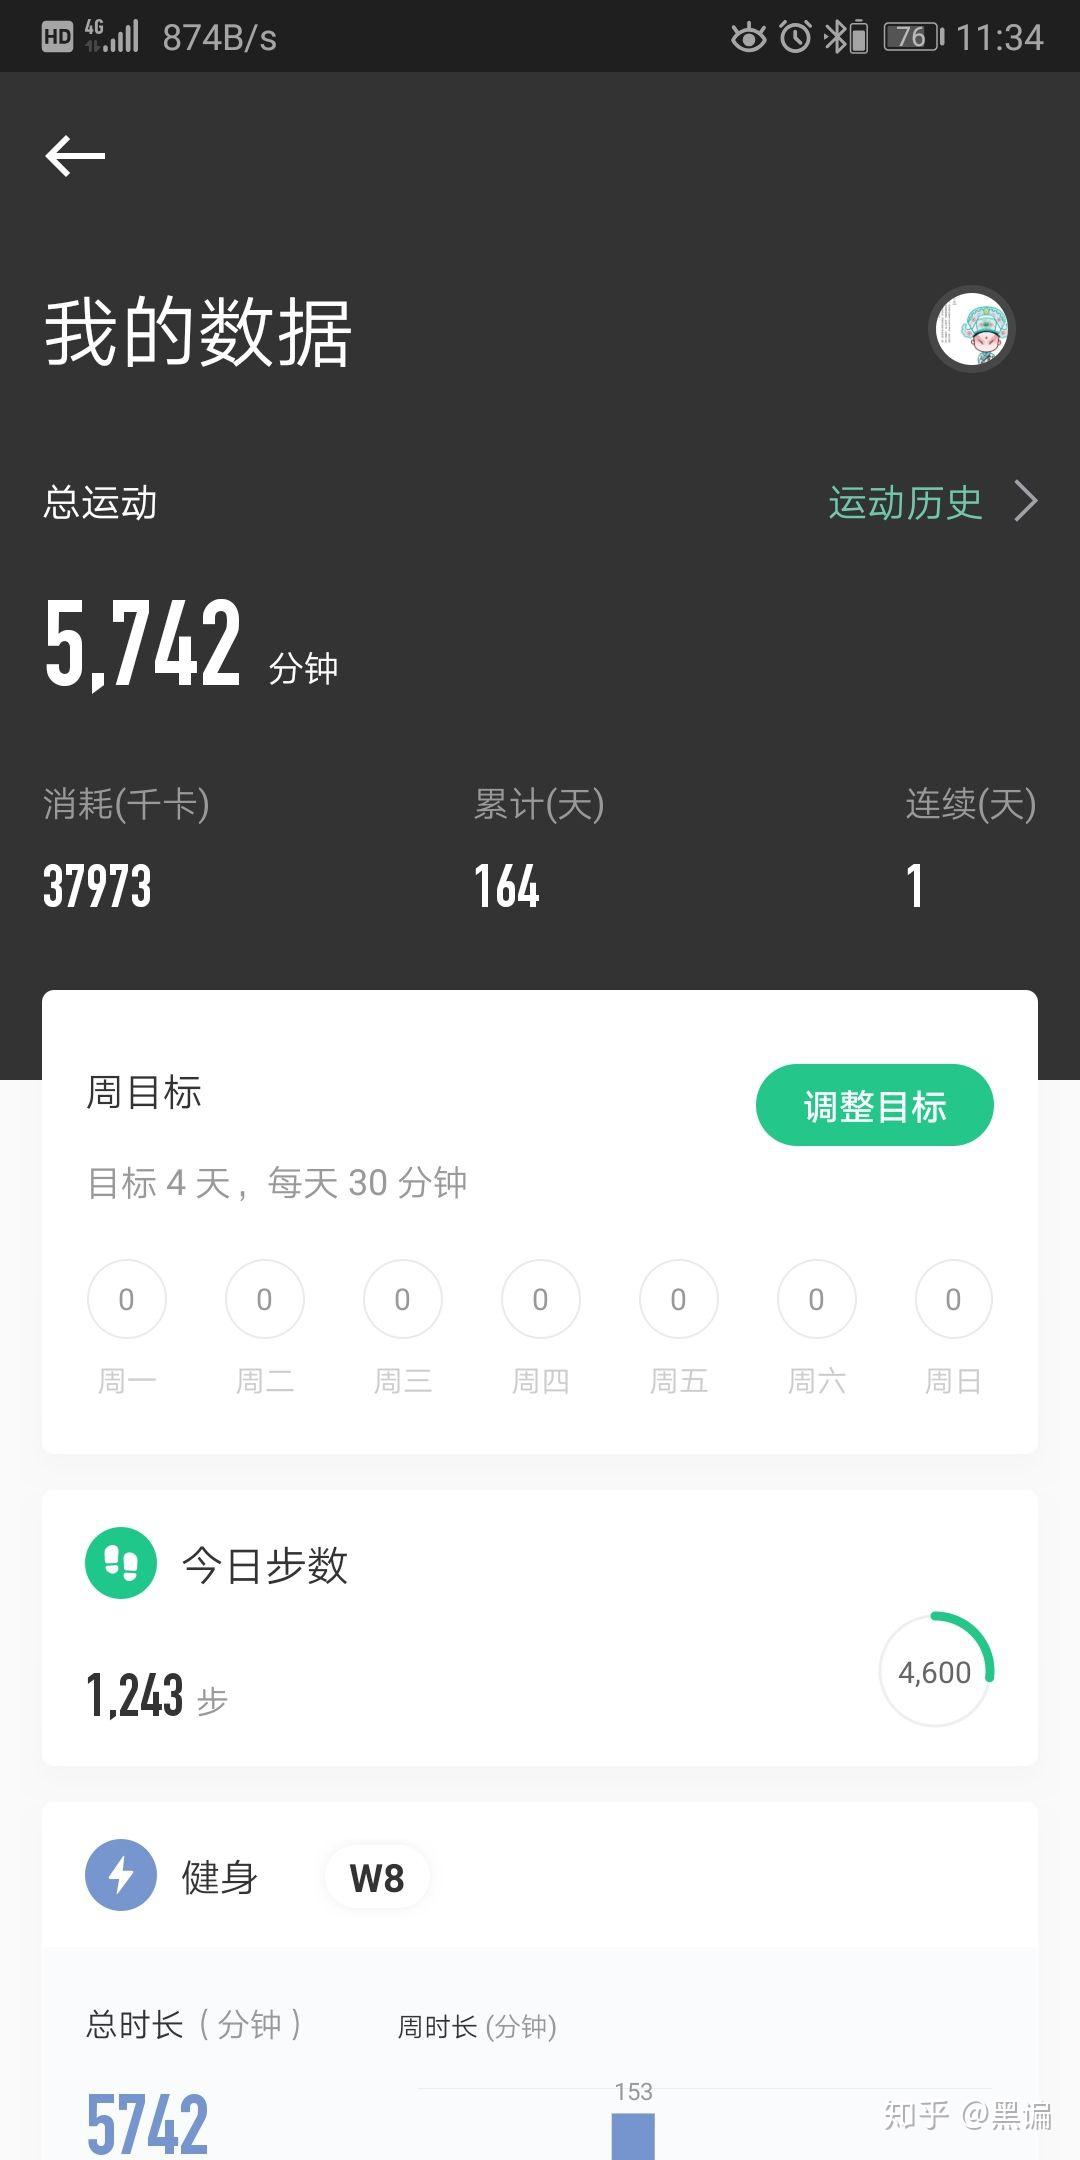 HD 4G 874B/s 76 11:34
我的数据
总运动 运动历史
5,742 分钟
消耗(千卡) 累计(天) 连续(天)
37973 164 1
周目标 调整目标
目标 4 天，每天 30 分钟
0 0 0 0 0 0 0
周一 周二 周三 周四 周五 周六 周日
今日步数
1,243 步 4,600
健身 W8
总时长（分钟） 周时长 (分钟)
153
5742
知乎 @黑谝